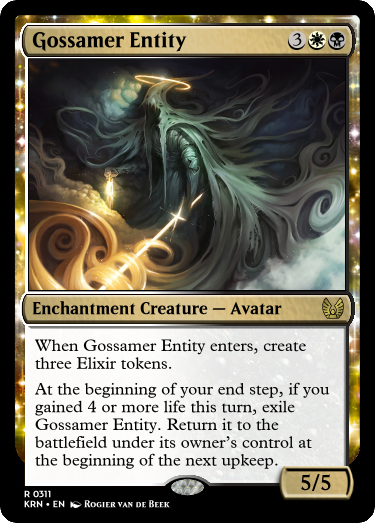 Gossamer Entity 3
Enchantment Creature — Avatar
When Gossamer Entity enters, create
three Elixir tokens.
At the beginning of your end step, if you
gained 4 or more life this turn, exile
Gossamer Entity. Return it to the
battlefield under its owner's control at
the beginning of the next upkeep.
5/5
R 0311
KRN • EN Rogier van de Beek